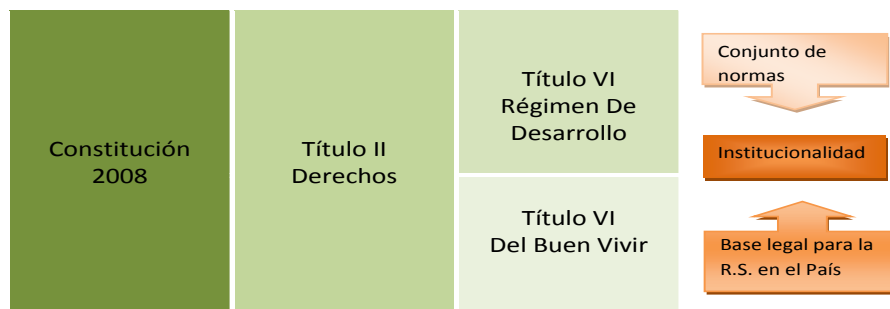 Constitución
2008
Título II
Derechos
Título VI
Régimen De
Desarrollo
Título VI
Del Buen Vivir
Conjunto de
normas
Institucionalidad
Base legal para la
R.S. en el País